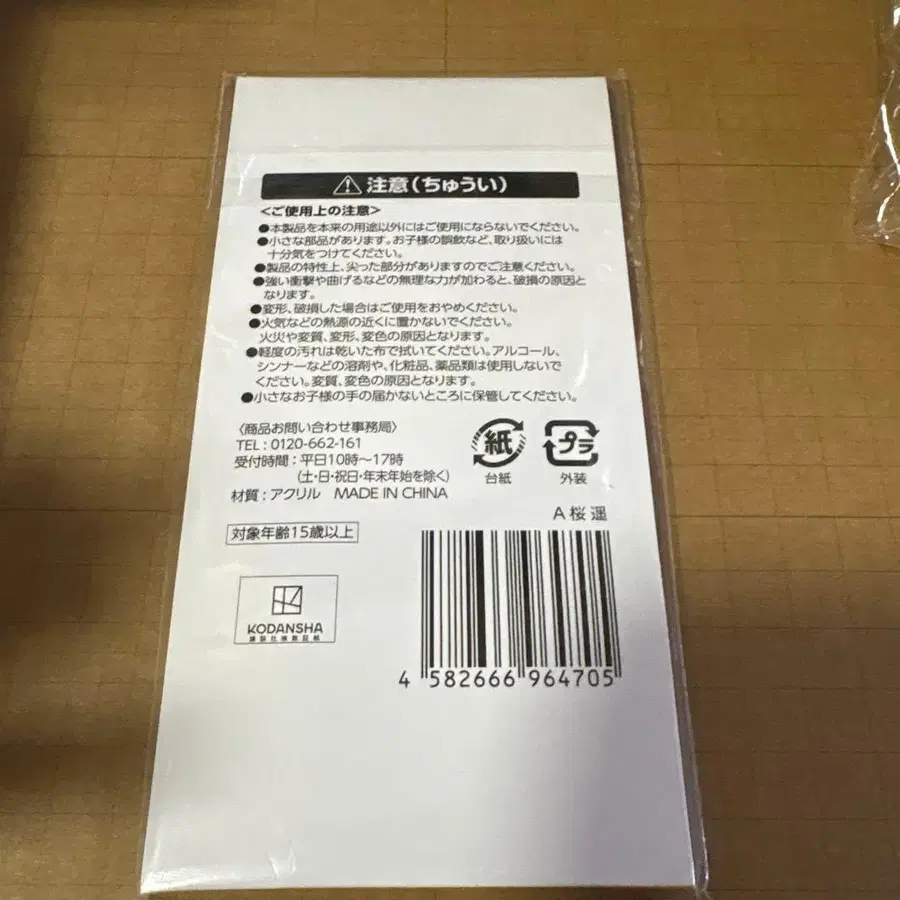 ⚠ 注意(ちゅうい)
<ご使用上の注意>
●本製品を本来の用途以外にはご使用にならないでください。
●小さな部品があります。お子様の誤飲など、取り扱いには
十分気をつけてください。
●製品の特性上、尖った部分がありますのでご注意ください。
●強い衝撃や曲げるなどの無理な力が加わると、破損の原因と
なります。
●変形、破損した場合はご使用をおやめください。
●火気などの熱源の近くに置かないでください。
火災や変質、変形、変色の原因となります。
●軽度の汚れは乾いた布で拭いてください。アルコール、
シンナーなどの溶剤や、化粧品、薬品類は使用しないで
ください。変質、変色の原因となります。
●小さなお子様の手の届かないところに保管してください。
〈商品お問い合わせ事務局〉
TEL:0120-662-161
受付時間:平日10時~17時
(土・日・祝日・年末年始を除く)
材質:アクリル MADE IN CHINA
紙
台紙
プラ
外装
対象年齢15歳以上
A 桜 遥
KODANSHA
講談社検数証紙
4 582666 964705